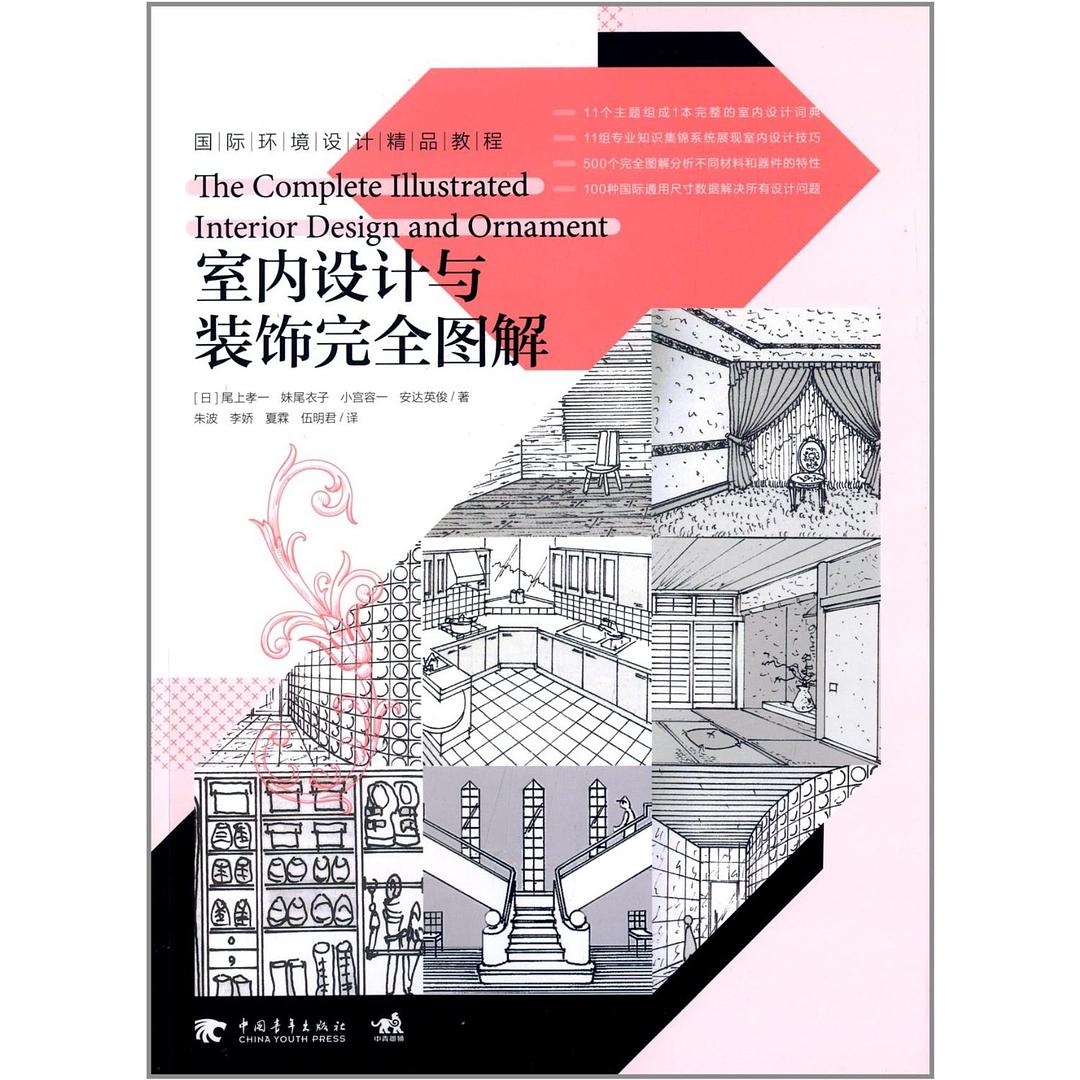 国际环境设计精品教程
The Complete Illustrated
Interior Design and Ornament
室内设计与
装饰完全图解
[日]尾上孝一 妹尾衣子 小宫容一 安达英俊/著
朱波 李娇 夏霖 伍明君/译
11个主题组成1本完整的室内设计词典
11组专业知识集锦系统展现室内设计技巧
500个完全图解分析不同材料和器件的特性
100种国际通用尺寸数据解决所有设计问题
中国青年出版社
CHINA YOUTH PRESS
中青雄狮